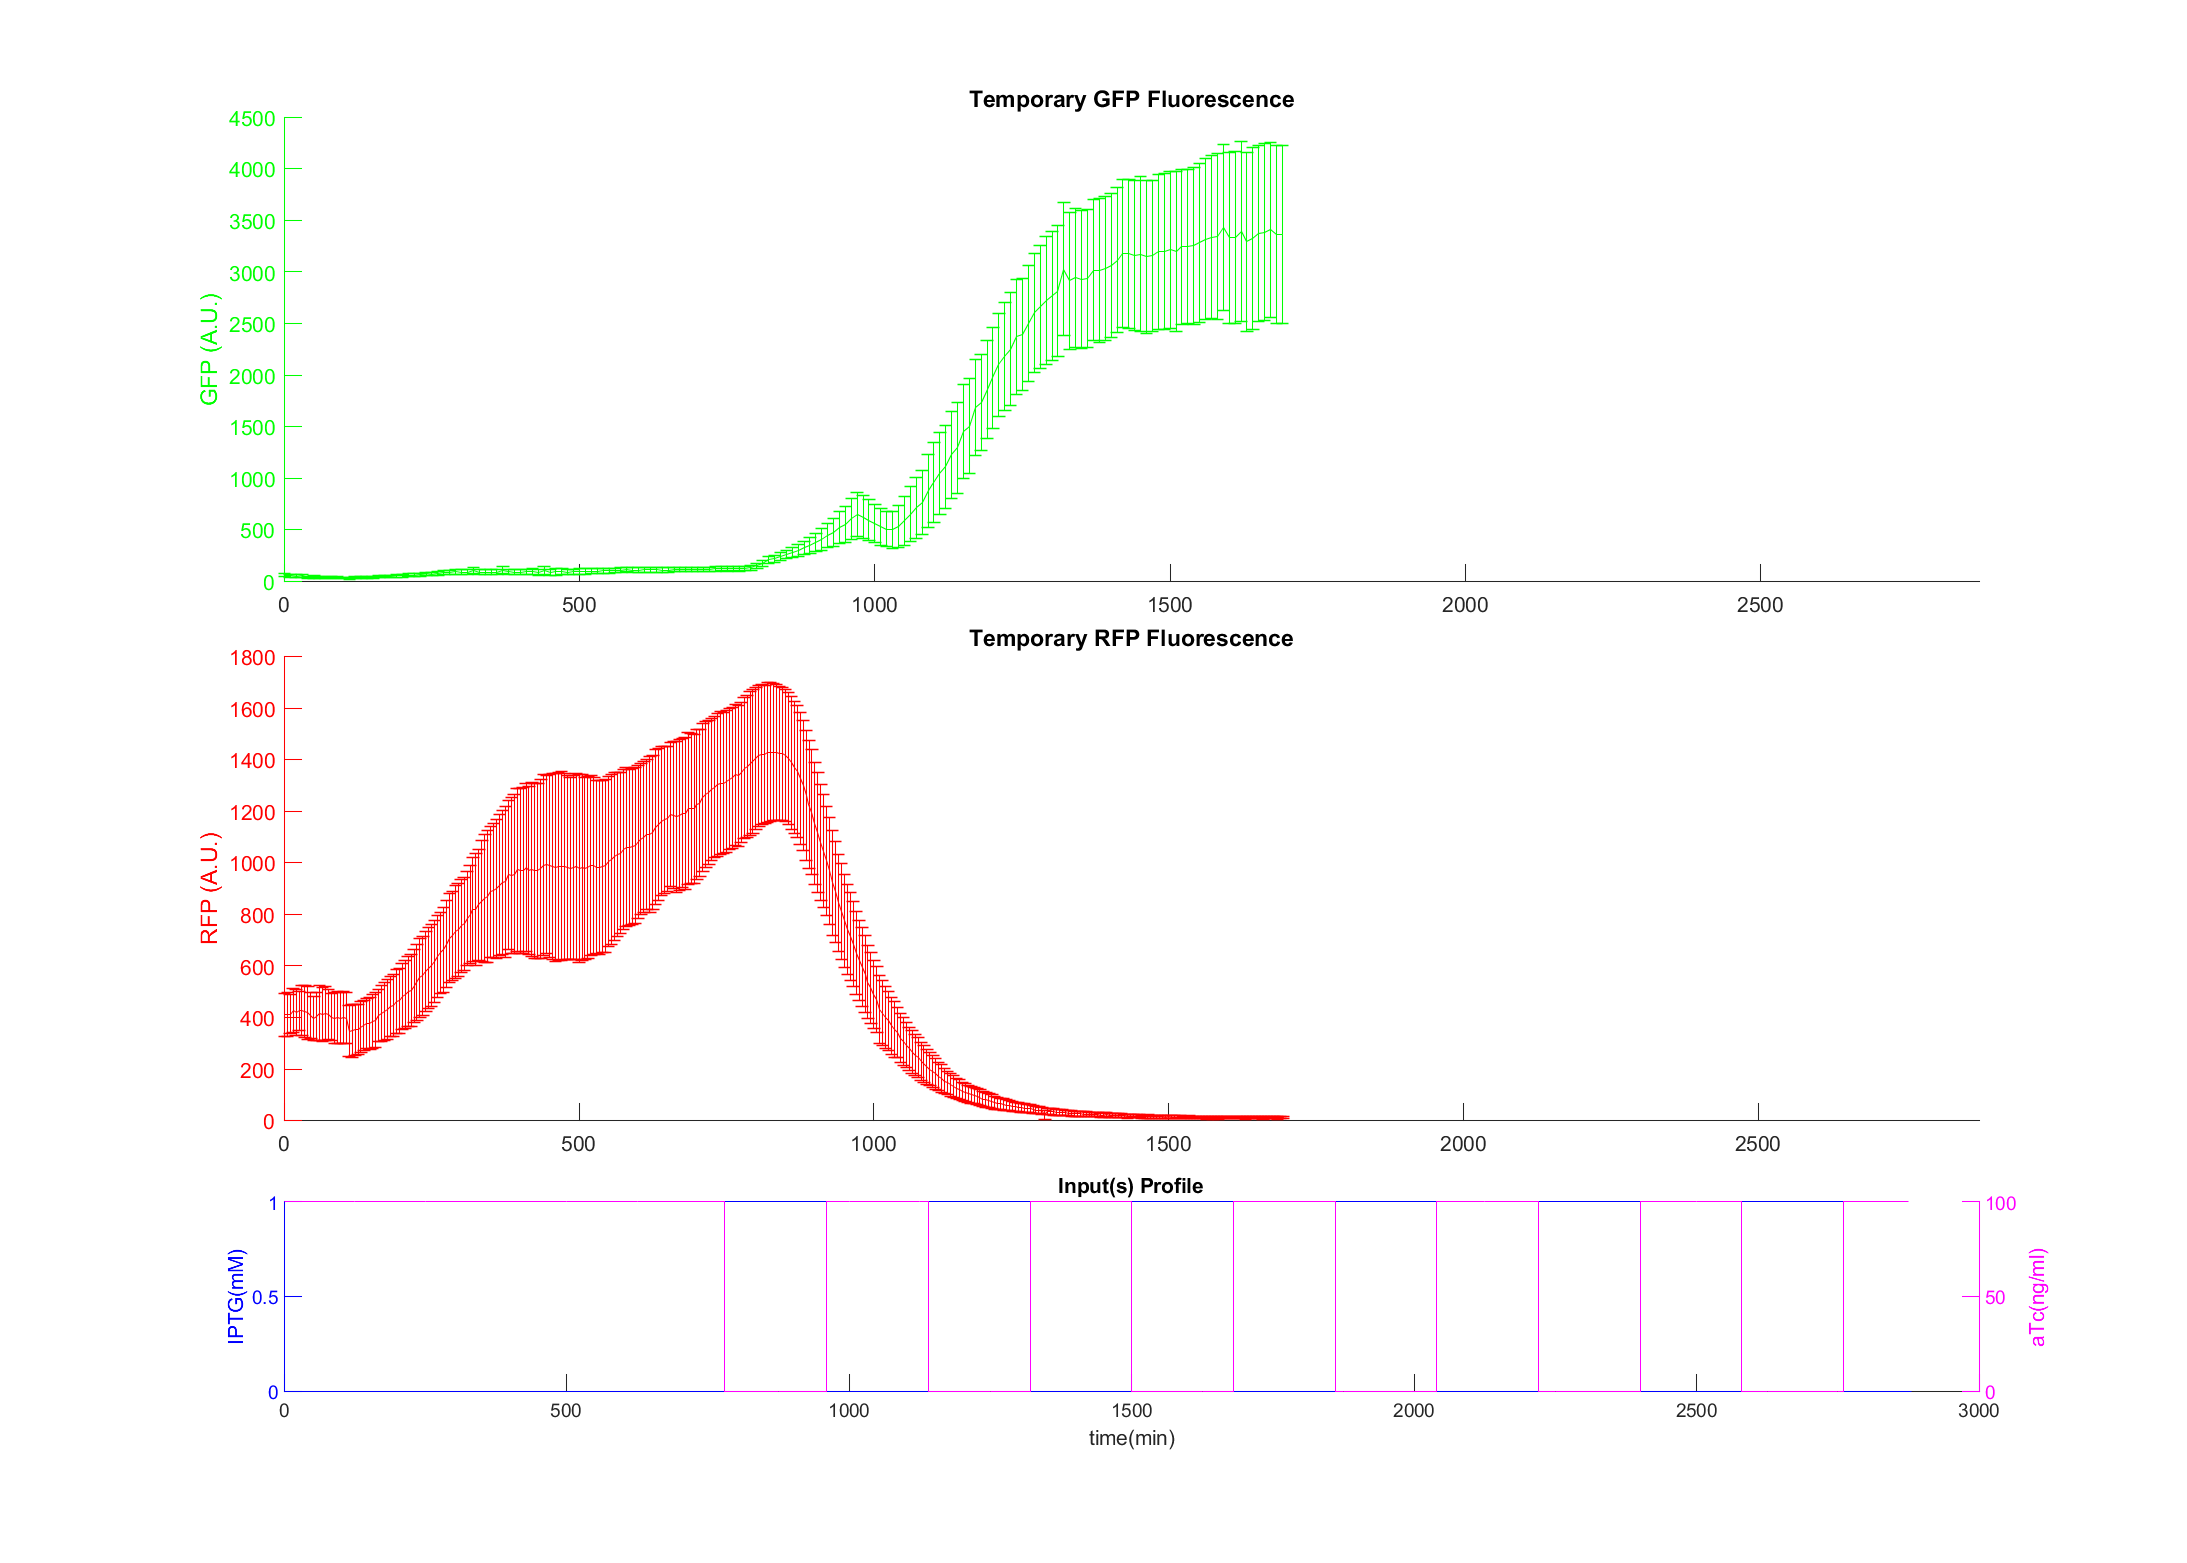 Temporary GFP Fluorescence
4500
4000
3500
3000
2500
2000
1500
1000
500
0
GFP (A.U.)
0 500 1000 1500 2000 2500
Temporary RFP Fluorescence
1800
1600
1400
1200
1000
800
600
400
200
0
RFP (A.U.)
0 500 1000 1500 2000 2500
Input(s) Profile
1
0.5
0
IPTG(mM)
100
50
0
aTc(ng/ml)
0 500 1000 1500 2000 2500 3000
time(min)